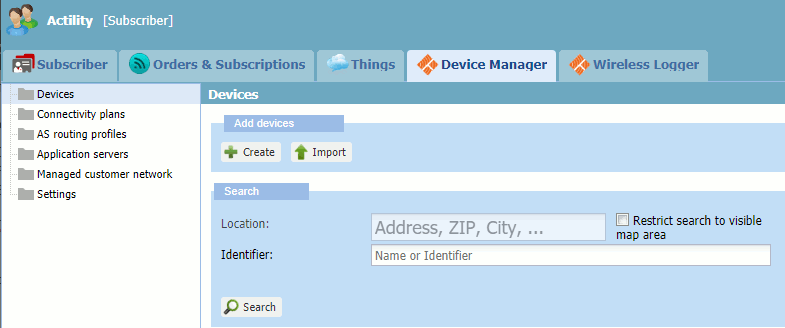 Actility [Subscriber]
Subscriber Orders & Subscriptions Things Device Manager Wireless Logger
Devices
Connectivity plans
AS routing profiles
Application servers
Managed customer network
Settings
Devices
Add devices
Create Import
Search
Location: Address, ZIP, City, ... Restrict search to visible
map area
Identifier: Name or Identifier
Search